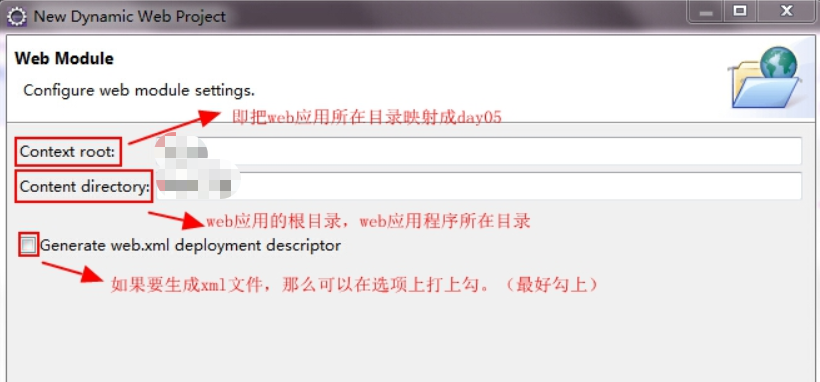 New Dynamic Web Project
Web Module
Configure web module settings.
即把web应用所在目录映射成day05
Context root:
Content directory:
web应用的根目录，web应用程序所在目录
Generate web.xml deployment descriptor
如果要生成xml文件，那么可以在选项上打上勾。（最好勾上）